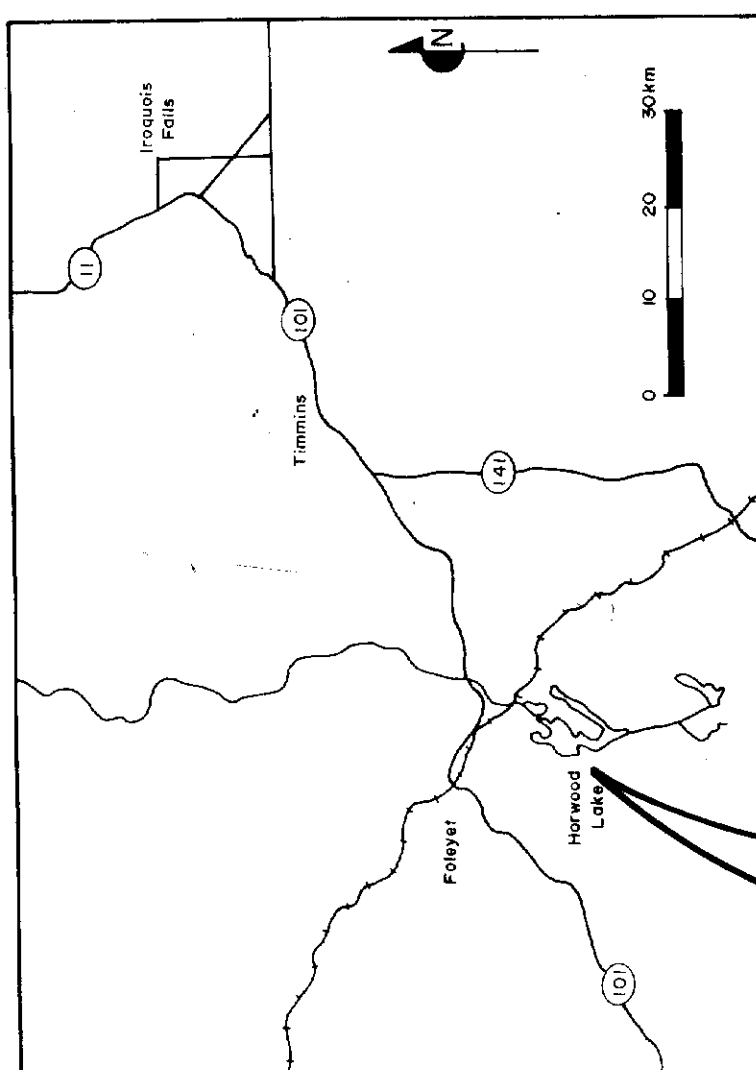 N
Iroquois
Falls
11
101
Timmins
141
Foleyet
Horwood
Lake
101
0 10 20 30km